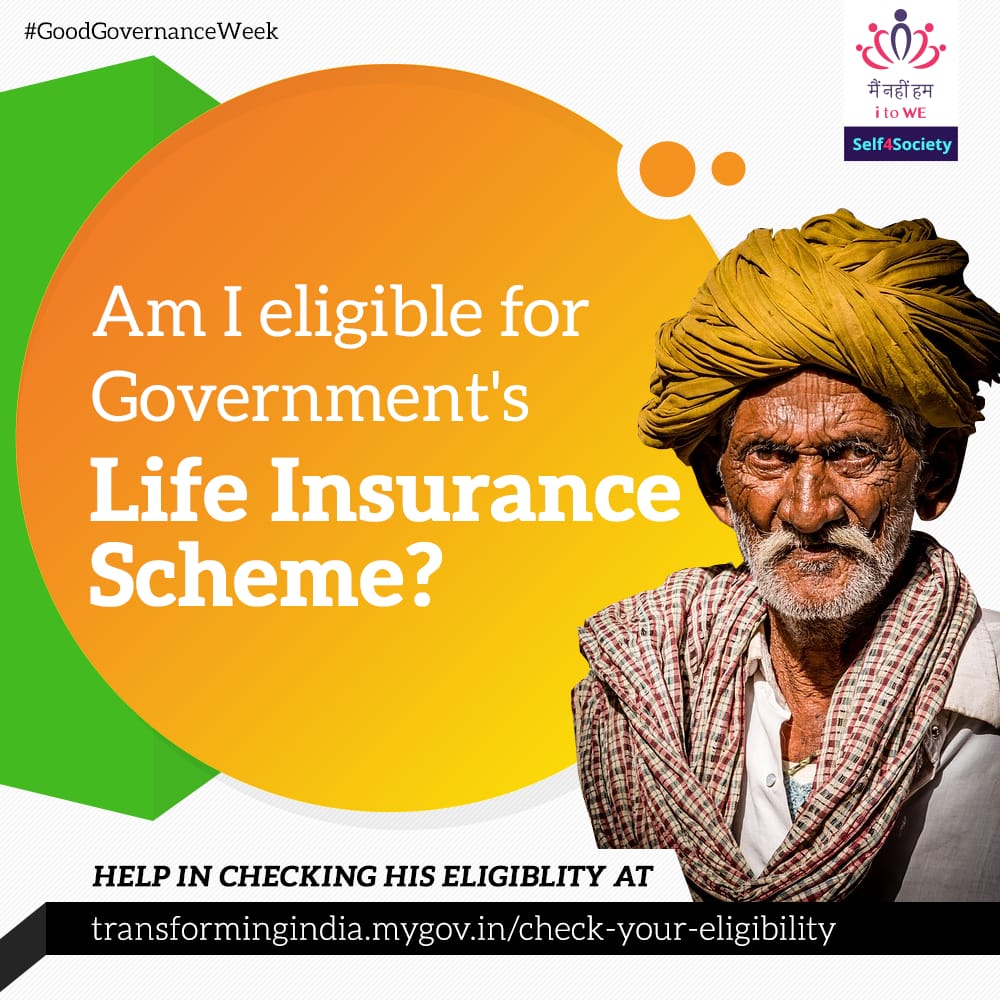 #GoodGovernanceWeek
मैं नहीं हम
i to WE
Self4Society
Am I eligible for
Government's
Life Insurance
Scheme?
HELP IN CHECKING HIS ELIGIBLITY AT
transformingindia.mygov.in/check-your-eligibility